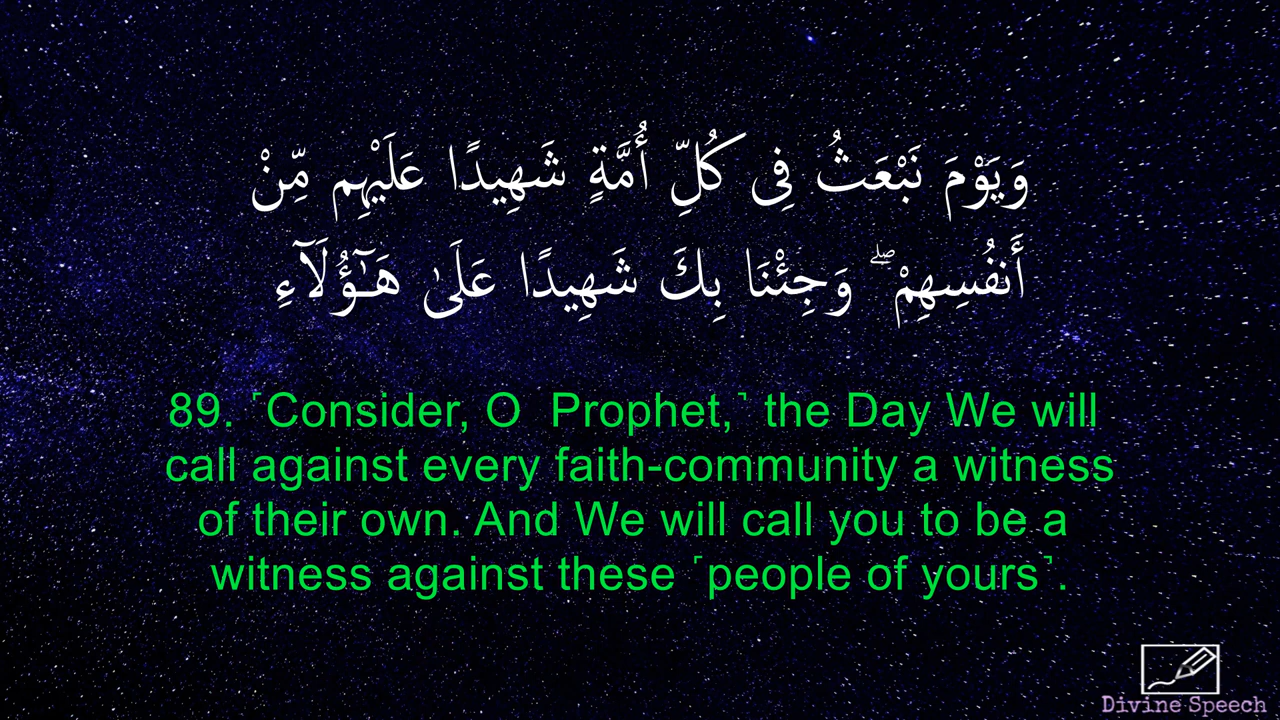 وَيَوْمَ نَبْعَثُ فِى كُلِّ أُمَّةٍ شَهِيدًا عَلَيْهِم مِّنْ
أَنفُسِهِمْ ۖ وَجِئْنَا بِكَ شَهِيدًا عَلَىٰ هَـٰٓؤُلَآءِ
89. ˹Consider, O  Prophet,˺ the Day We will
call against every faith-community a witness
of their own. And We will call you to be a
witness against these ˹people of yours˺.
Divine Speech